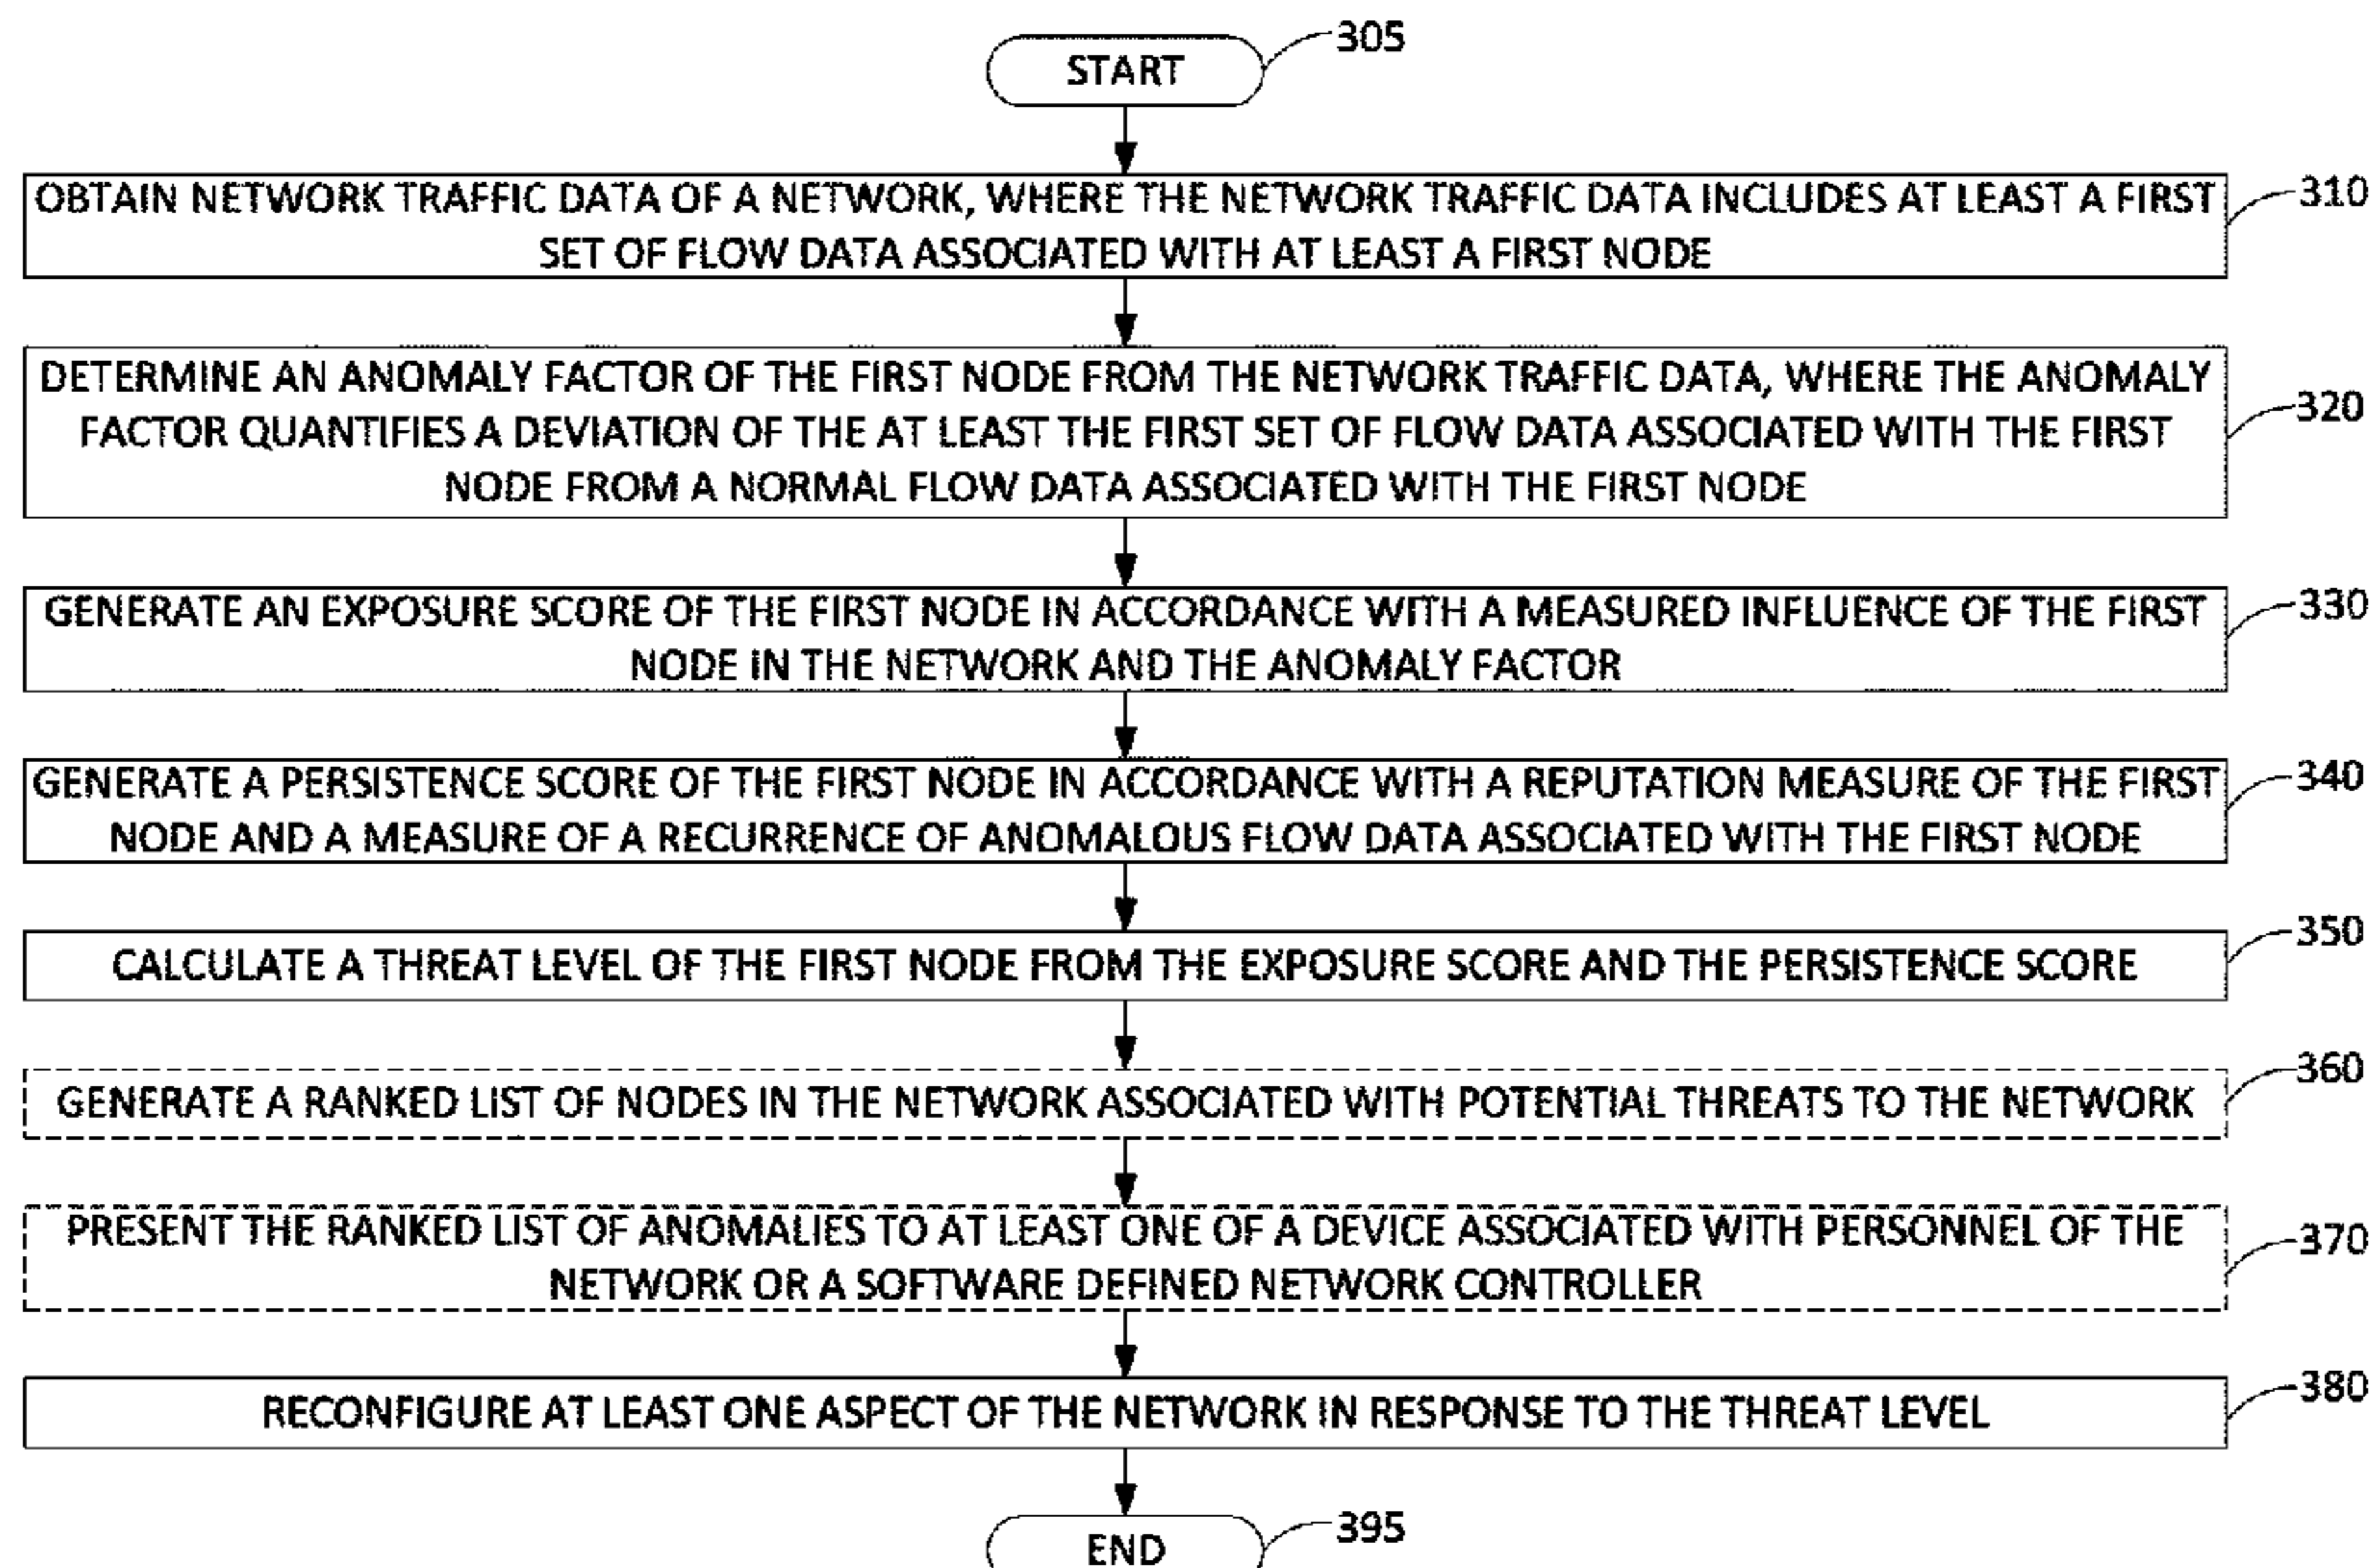 START
305
OBTAIN NETWORK TRAFFIC DATA OF A NETWORK, WHERE THE NETWORK TRAFFIC DATA INCLUDES AT LEAST A FIRST
SET OF FLOW DATA ASSOCIATED WITH AT LEAST A FIRST NODE
310
DETERMINE AN ANOMALY FACTOR OF THE FIRST NODE FROM THE NETWORK TRAFFIC DATA, WHERE THE ANOMALY
FACTOR QUANTIFIES A DEVIATION OF THE AT LEAST THE FIRST SET OF FLOW DATA ASSOCIATED WITH THE FIRST
NODE FROM A NORMAL FLOW DATA ASSOCIATED WITH THE FIRST NODE
320
GENERATE AN EXPOSURE SCORE OF THE FIRST NODE IN ACCORDANCE WITH A MEASURED INFLUENCE OF THE FIRST
NODE IN THE NETWORK AND THE ANOMALY FACTOR
330
GENERATE A PERSISTENCE SCORE OF THE FIRST NODE IN ACCORDANCE WITH A REPUTATION MEASURE OF THE FIRST
NODE AND A MEASURE OF A RECURRENCE OF ANOMALOUS FLOW DATA ASSOCIATED WITH THE FIRST NODE
340
CALCULATE A THREAT LEVEL OF THE FIRST NODE FROM THE EXPOSURE SCORE AND THE PERSISTENCE SCORE
350
GENERATE A RANKED LIST OF NODES IN THE NETWORK ASSOCIATED WITH POTENTIAL THREATS TO THE NETWORK
360
PRESENT THE RANKED LIST OF ANOMALIES TO AT LEAST ONE OF A DEVICE ASSOCIATED WITH PERSONNEL OF THE
NETWORK OR A SOFTWARE DEFINED NETWORK CONTROLLER
370
RECONFIGURE AT LEAST ONE ASPECT OF THE NETWORK IN RESPONSE TO THE THREAT LEVEL
380
END
395